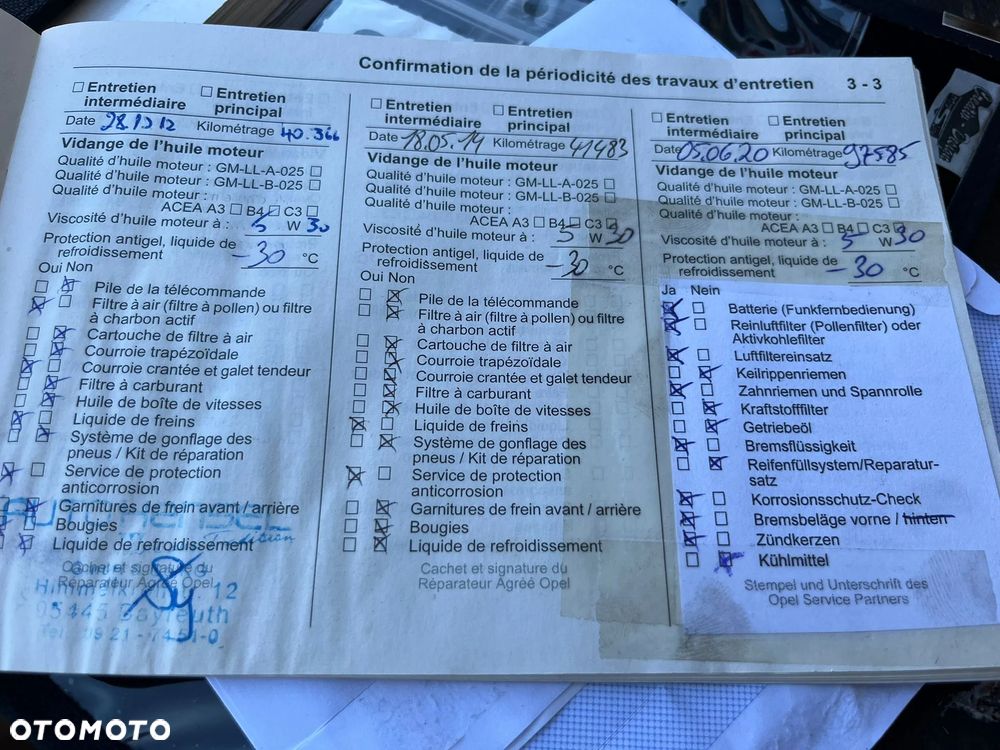 Confirmation de la périodicité des travaux d'entretien 3 - 3
Entretien intermédiaire
Entretien principal
Date 28.10.12 Kilométrage 40.366
Vidange de l'huile moteur
Qualité d'huile moteur : GM-LL-A-025
Qualité d'huile moteur : GM-LL-B-025
Qualité d'huile moteur :
ACEA A3 B4 C3
Viscosité d'huile moteur à : 5 W 30
Protection antigel, liquide de
refroidissement -30 °C
Oui Non
Pile de la télécommande
Filtre à air (filtre à pollen) ou filtre
à charbon actif
Cartouche de filtre à air
Courroie trapézoïdale
Courroie crantée et galet tendeur
Filtre à carburant
Huile de boîte de vitesses
Liquide de freins
Système de gonflage des
pneus / Kit de réparation
Service de protection
anticorrosion
Garnitures de frein avant / arrière
Bougies
Liquide de refroidissement
Cachet et signature du
Réparateur Agréé Opel
12
95445 Bayreuth
Entretien intermédiaire
Entretien principal
Date 18.05.14 Kilométrage 41483
Vidange de l'huile moteur
Qualité d'huile moteur : GM-LL-A-025
Qualité d'huile moteur : GM-LL-B-025
Qualité d'huile moteur :
ACEA A3 B4 C3
Viscosité d'huile moteur à : 5 W 30
Protection antigel, liquide de
refroidissement -30 °C
Oui Non
Pile de la télécommande
Filtre à air (filtre à pollen) ou filtre
à charbon actif
Cartouche de filtre à air
Courroie trapézoïdale
Courroie crantée et galet tendeur
Filtre à carburant
Huile de boîte de vitesses
Liquide de freins
Système de gonflage des
pneus / Kit de réparation
Service de protection
anticorrosion
Garnitures de frein avant / arrière
Bougies
Liquide de refroidissement
Cachet et signature du
Réparateur Agréé Opel
Entretien intermédiaire
Entretien principal
Date 05.06.20 Kilométrage 97585
Vidange de l'huile moteur
Qualité d'huile moteur : GM-LL-A-025
Qualité d'huile moteur : GM-LL-B-025
Qualité d'huile moteur :
ACEA A3 B4 C3
Viscosité d'huile moteur à : 5 W 30
Protection antigel, liquide de
refroidissement -30 °C
Ja Nein
Batterie (Funkfernbedienung)
Reinluftfilter (Pollenfilter) oder
Aktivkohlefilter
Luftfiltereinsatz
Keilrippenriemen
Zahnriemen und Spannrolle
Kraftstofffilter
Getriebeöl
Bremsflüssigkeit
Reifenfüllsystem/Reparatur-
satz
Korrosionsschutz-Check
Bremsbeläge vorne / hinten
Zündkerzen
Kühlmittel
Stempel und Unterschrift des
Opel Service Partners
OTOMOTO